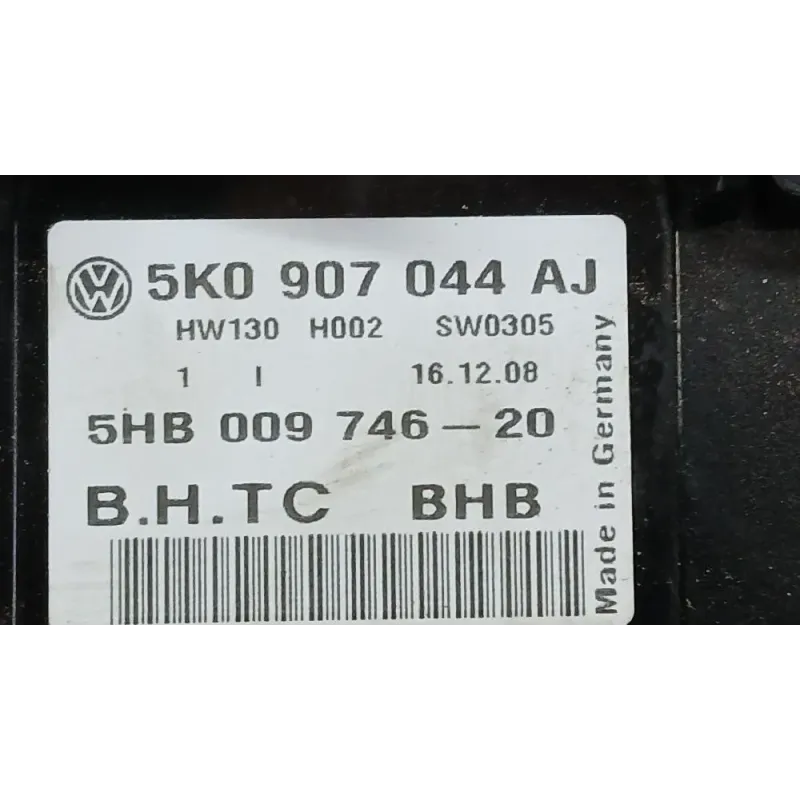 5K0 907 044 AJ
HW130 H002 SW0305
1 I 16.12.08
5HB 009 746-20
B.H.TC BHB
Made in Germany